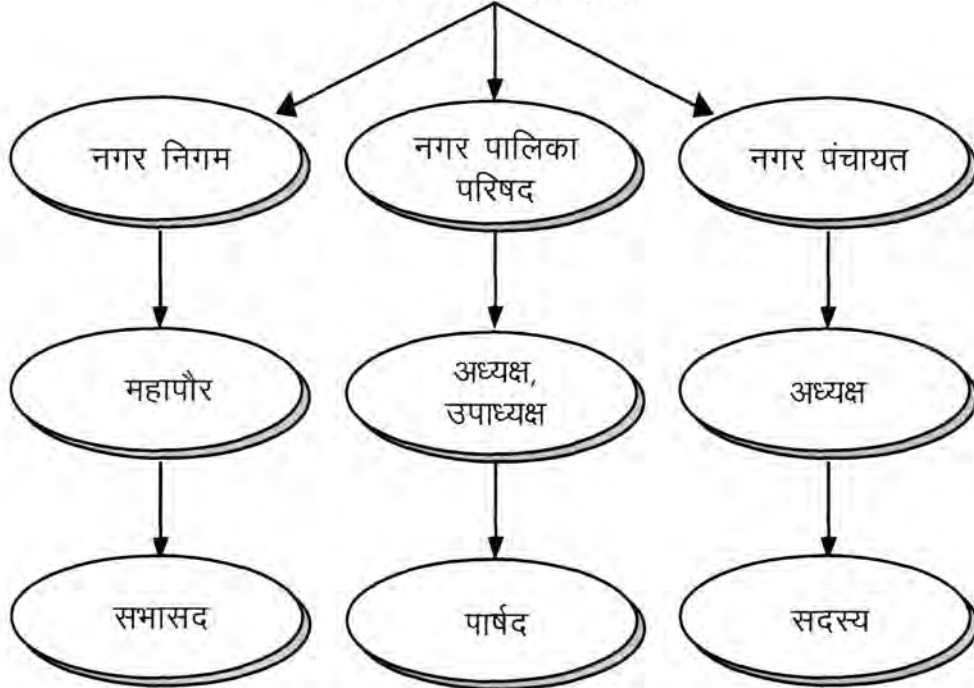 नगर निगम
नगर पालिका
परिषद
नगर पंचायत
महापौर
अध्यक्ष,
उपाध्यक्ष
अध्यक्ष
सभासद
पार्षद
सदस्य